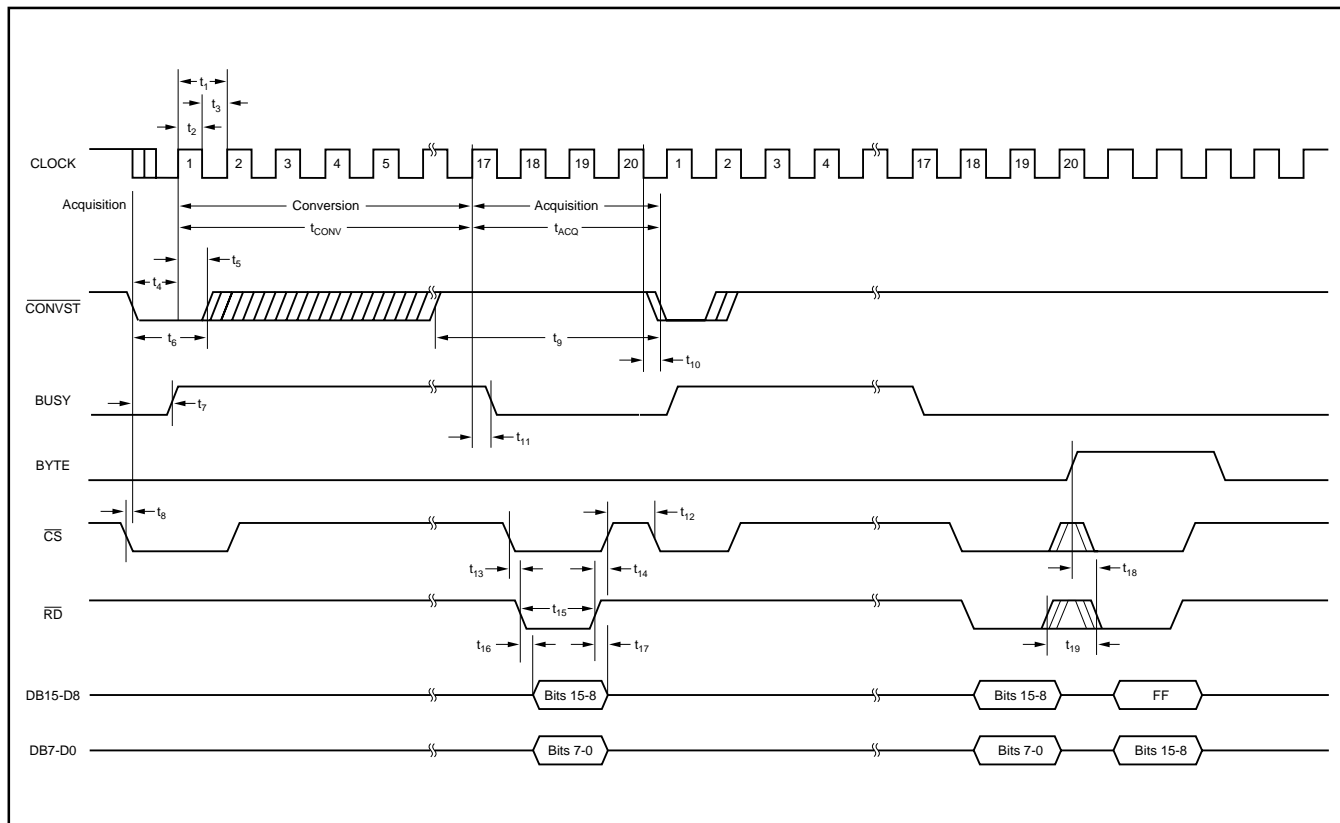 t1
t3
t2
CLOCK 1 2 3 4 5 17 18 19 20 1 2 3 4 17 18 19 20
Acquisition Conversion Acquisition
tCONV tACQ
t5
t4
CONVST
t6 t9
t10
BUSY
t7
t11
BYTE
t8 t12
CS
t13 t14 t18
RD
t15
t16 t17 t19
DB15-D8 Bits 15-8 Bits 15-8 FF
DB7-D0 Bits 7-0 Bits 7-0 Bits 15-8